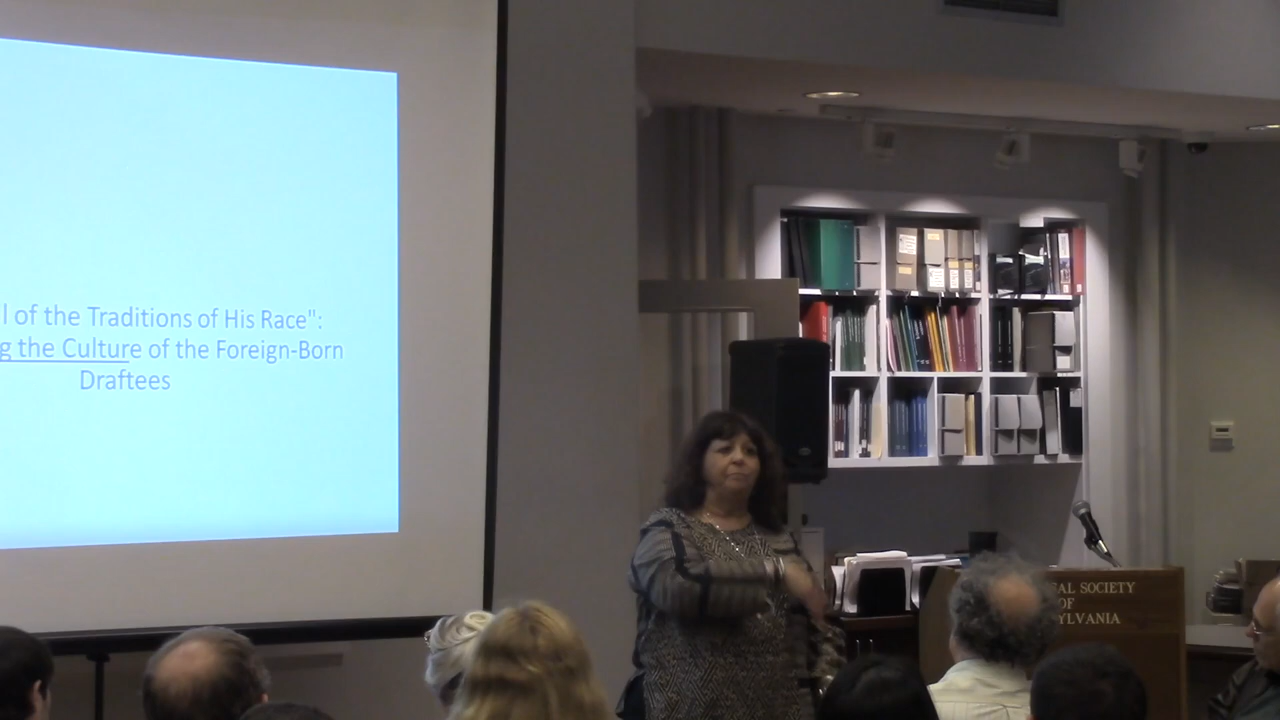 l of the Traditions of His Race":
g the Culture of the Foreign-Born
Draftees
AL SOCIETY
OF
YLVANIA